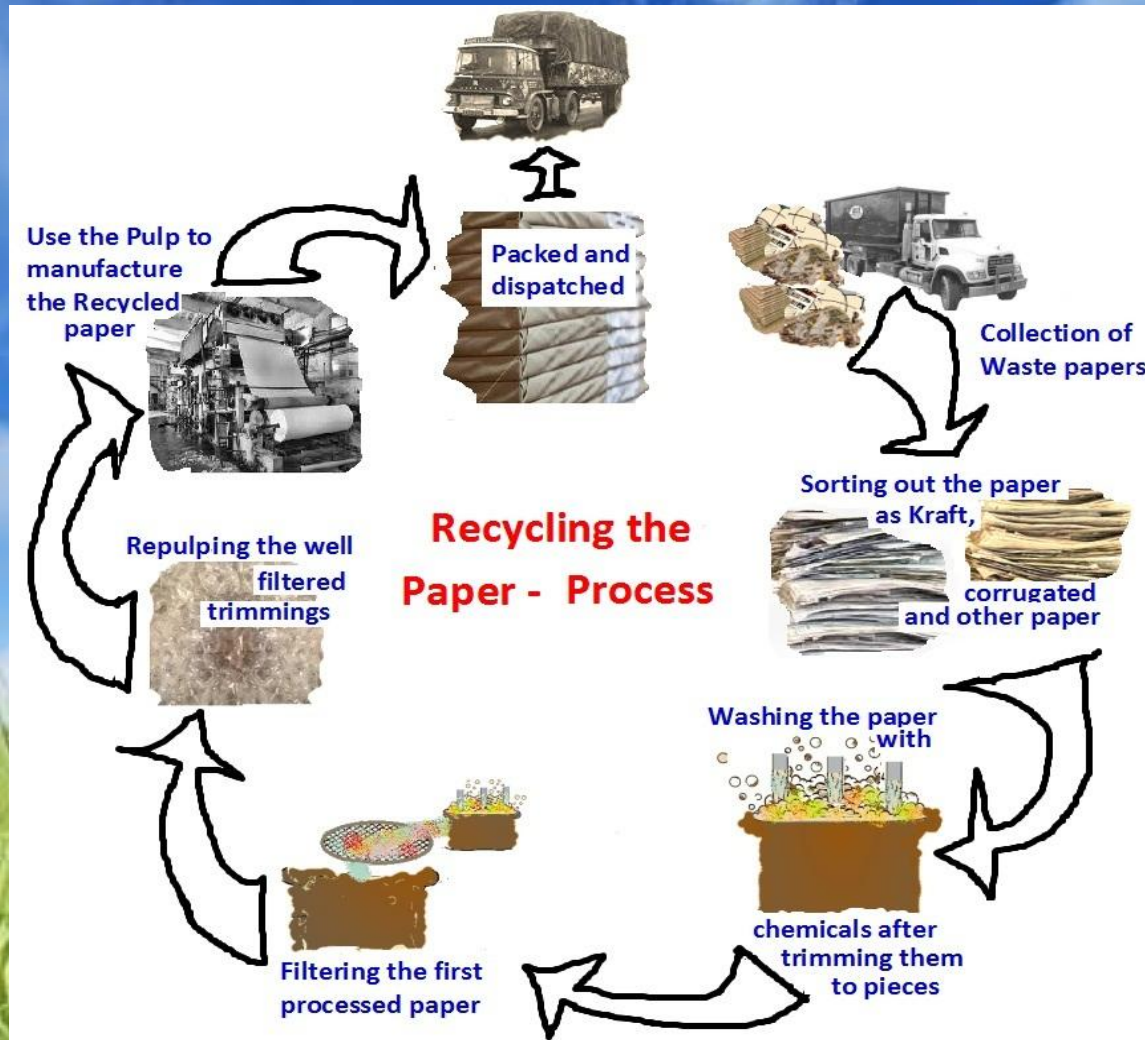 Use the Pulp to
manufacture
the Recycled
paper
Packed and
dispatched
Collection of
Waste papers
Sorting out the paper
as Kraft,
corrugated
and other paper
Recycling the
Paper - Process
Repulping the well
filtered
trimmings
Washing the paper
with
chemicals after
trimming them
to pieces
Filtering the first
processed paper